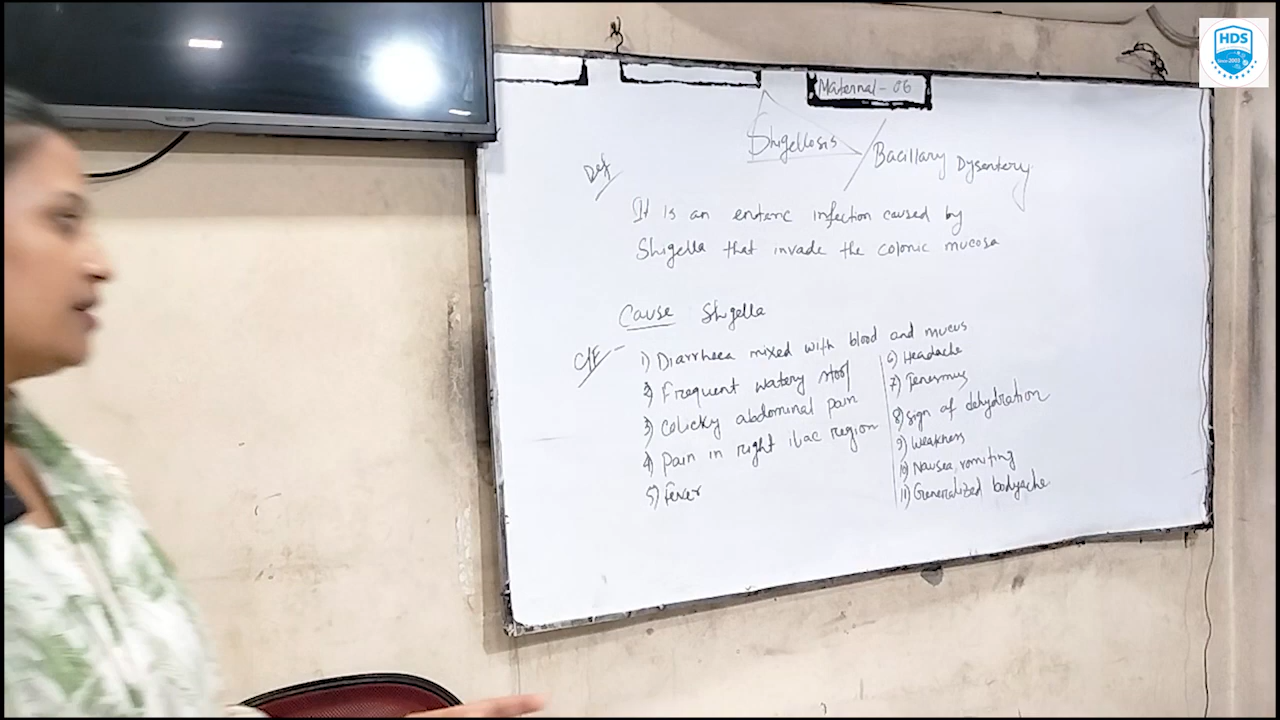 HDS
Since-2003
Maternal - 06
Shigellosis / Bacillary Dysentery
Def
It is an enteric infection caused by
Shigella that invade the colonic mucosa
Cause Shigella
C/F -
1) Diarrhoea mixed with blood and mucus
2) Frequent watery stool
3) Colicky abdominal pain
4) Pain in right iliac region
5) Fever
6) Headache
7) Tenesmus
8) Sign of dehydration
9) Weakness
10) Nausea, vomiting
11) Generalized bodyache